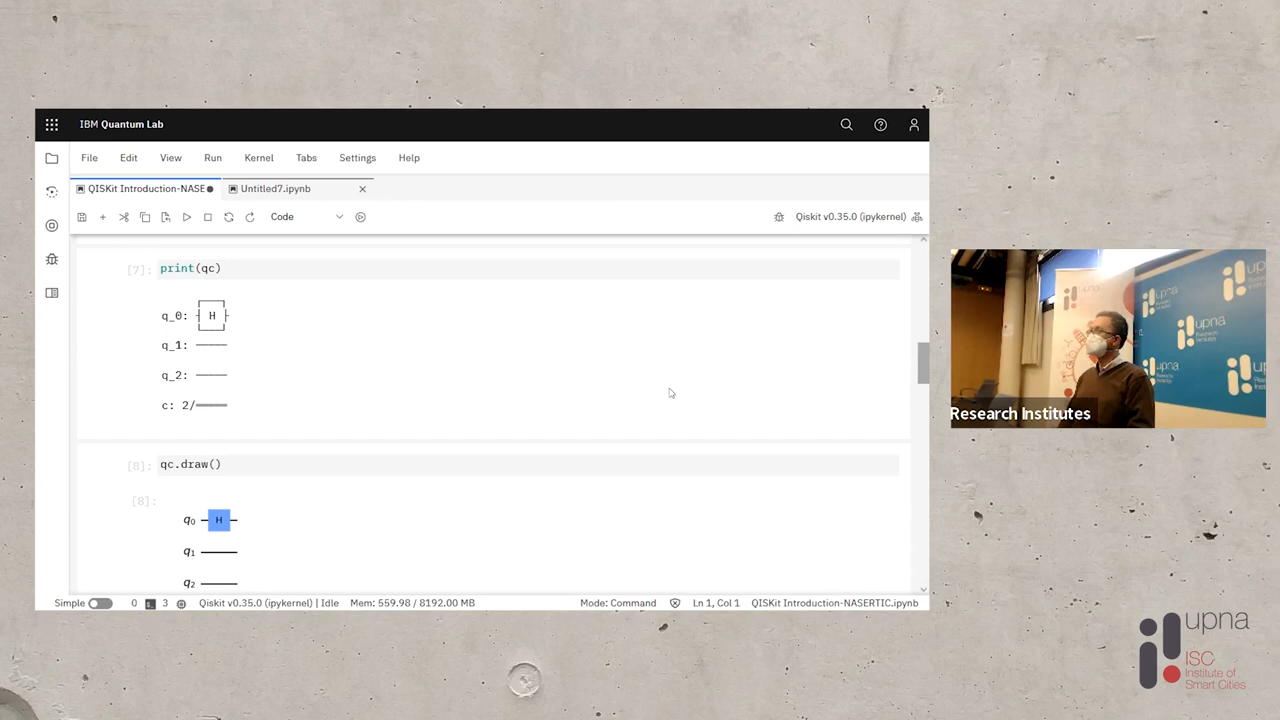 IBM Quantum Lab
File Edit View Run Kernel Tabs Settings Help
QISKit Introduction-NASE
Untitled7.ipynb
Code
Qiskit v0.35.0 (ipykernel)
[7]: print(qc)
q_0: H
q_1:
q_2:
c: 2/
[8]: qc.draw()
[8]:
q0 H
q1
q2
Simple 0 3 Qiskit v0.35.0 (ipykernel) | Idle Mem: 559.98 / 8192.00 MB Mode: Command Ln 1, Col 1 QISKit Introduction-NASERTIC.ipynb
upna
upna
upna
upna
Research Institutes
upna
ISC
Institute of
Smart Cities